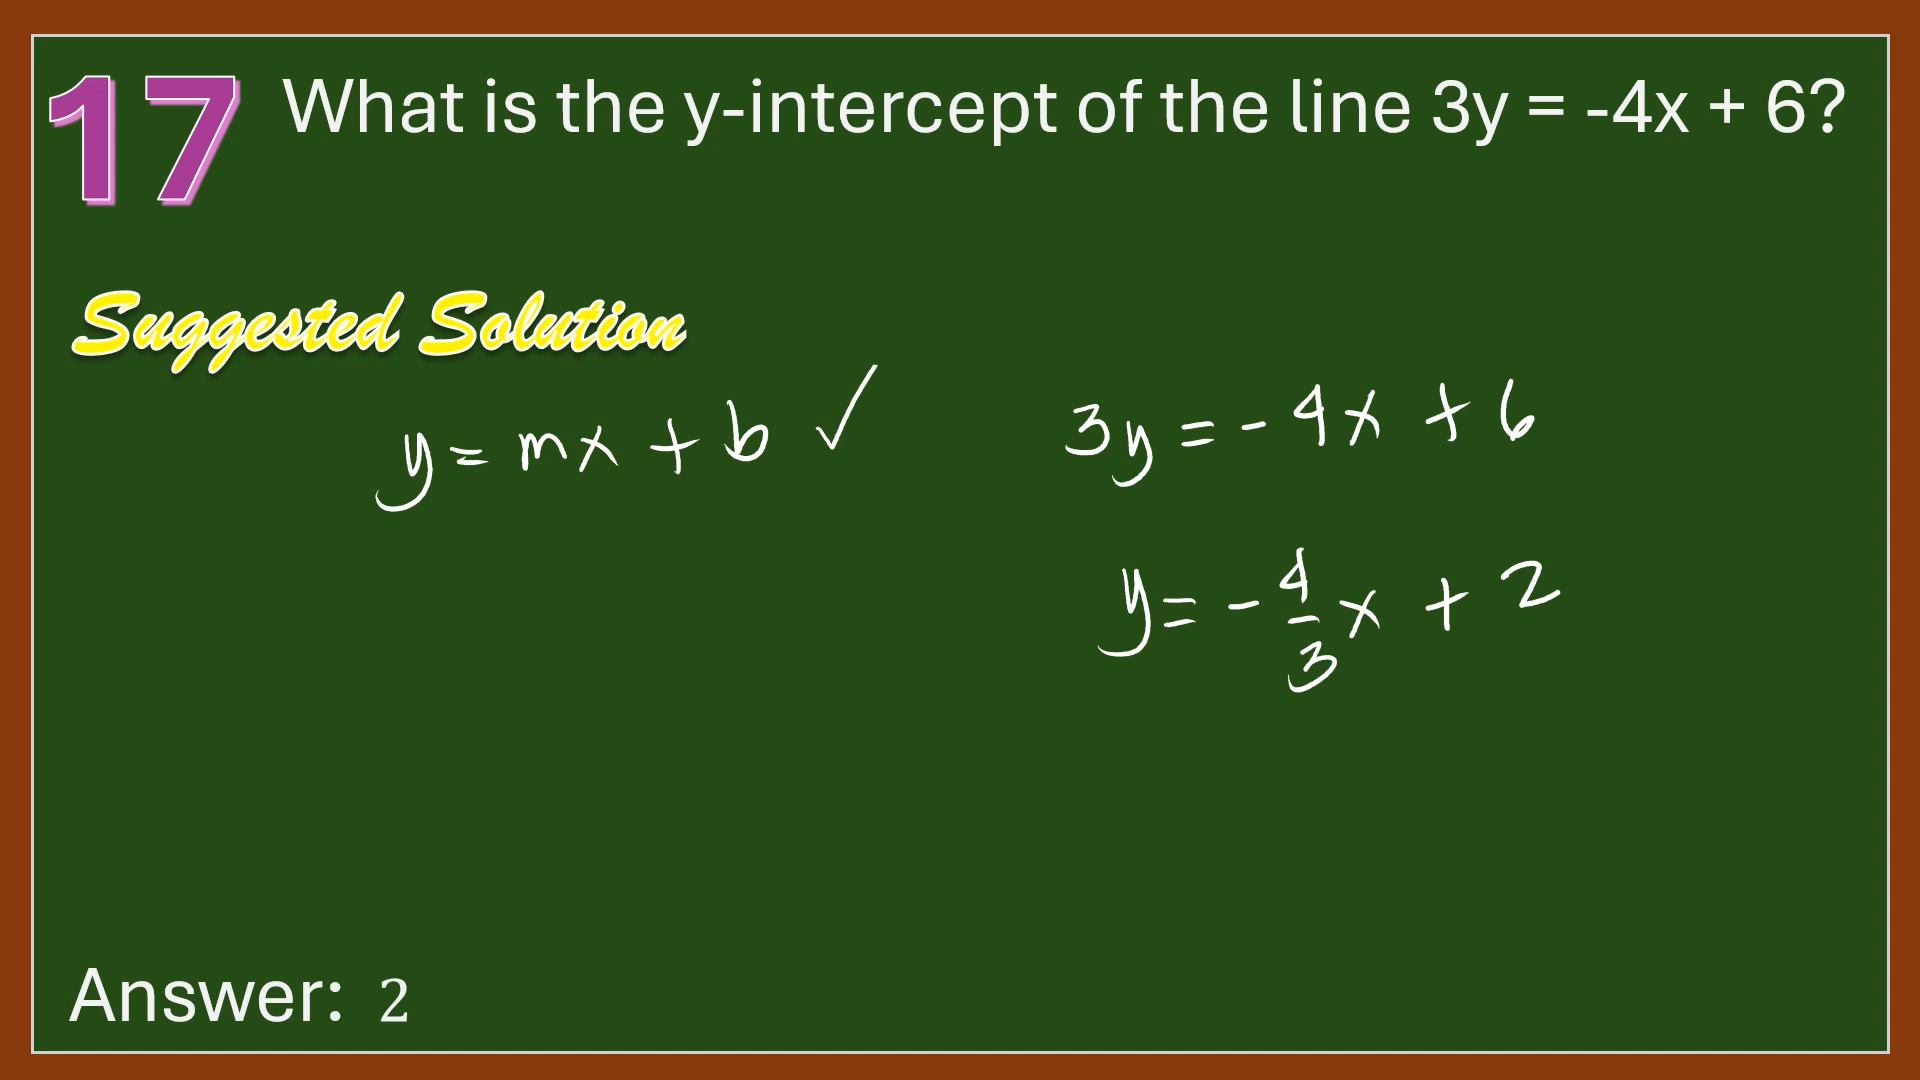 17 What is the y-intercept of the line 3y = -4x + 6?
Suggested Solution
y = mx + b ✓
3y = -4x + 6
y = -4/3 x + 2
Answer: 2